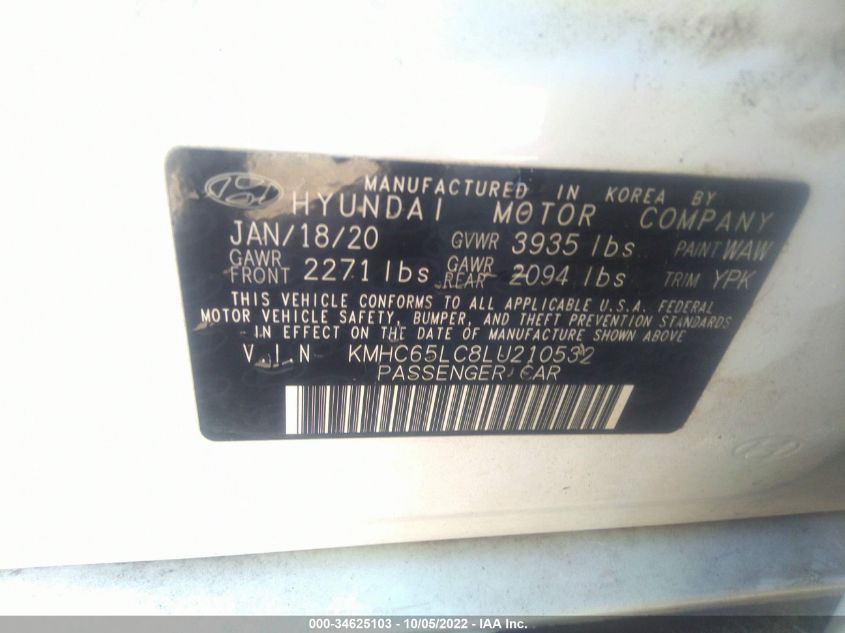 MANUFACTURED IN KOREA BY
HYUNDAI MOTOR COMPANY
JAN/18/20 GVWR 3935 lbs PAINT WAW
GAWR FRONT 2271 lbs GAWR REAR 2094 lbs TRIM YPK
THIS VEHICLE CONFORMS TO ALL APPLICABLE U.S.A. FEDERAL
MOTOR VEHICLE SAFETY, BUMPER, AND THEFT PREVENTION STANDARDS
IN EFFECT ON THE DATE OF MANUFACTURE SHOWN ABOVE
V.I.N KMHC65LC8LU210532
PASSENGER CAR
000-34625103 - 10/05/2022 - IAA Inc.